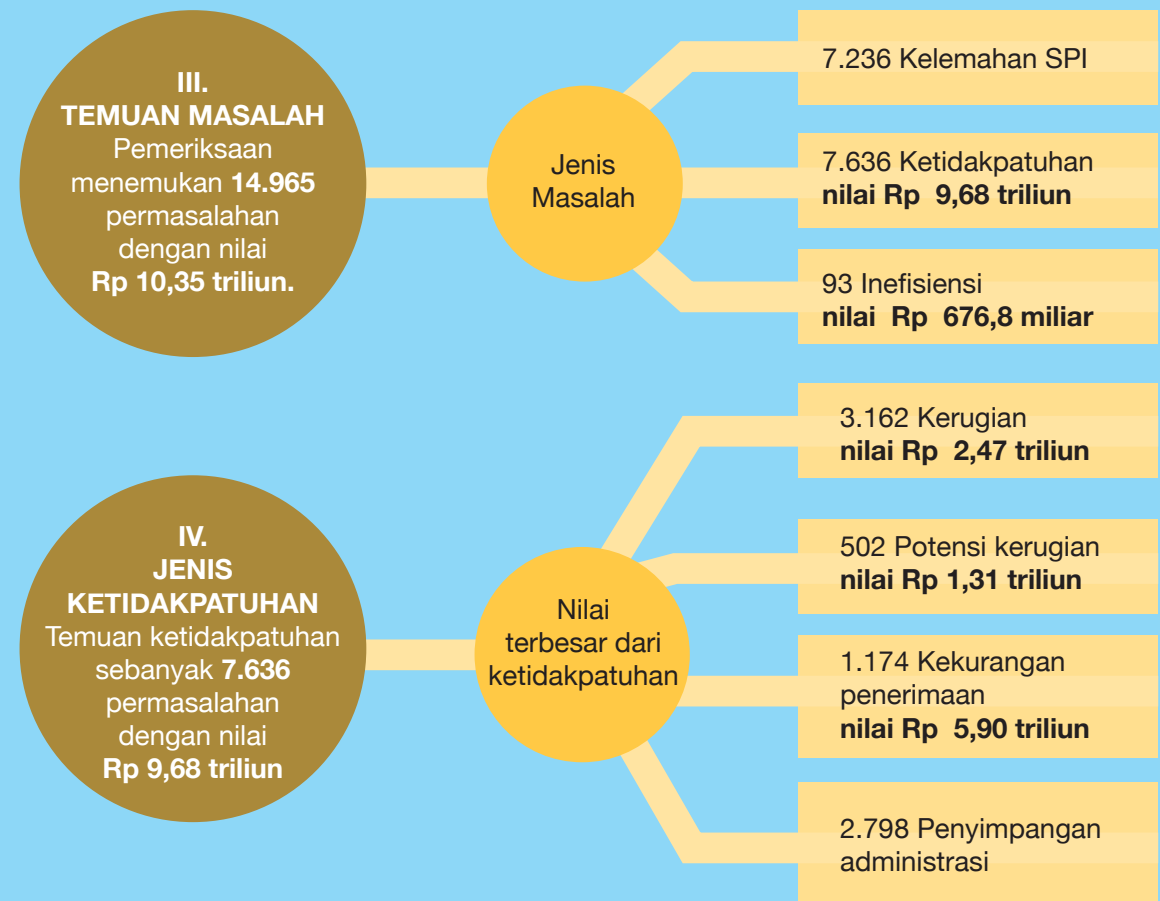 III.
TEMUAN MASALAH
Pemeriksaan
menemukan 14.965
permasalahan
dengan nilai
Rp 10,35 triliun.
Jenis
Masalah
7.236 Kelemahan SPI
7.636 Ketidakpatuhan
nilai Rp 9,68 triliun
93 Inefisiensi
nilai Rp 676,8 miliar
IV.
JENIS
KETIDAKPATUHAN
Temuan ketidakpatuhan
sebanyak 7.636
permasalahan
dengan nilai
Rp 9,68 triliun
Nilai
terbesar dari
ketidakpatuhan
3.162 Kerugian
nilai Rp 2,47 triliun
502 Potensi kerugian
nilai Rp 1,31 triliun
1.174 Kekurangan
penerimaan
nilai Rp 5,90 triliun
2.798 Penyimpangan
administrasi